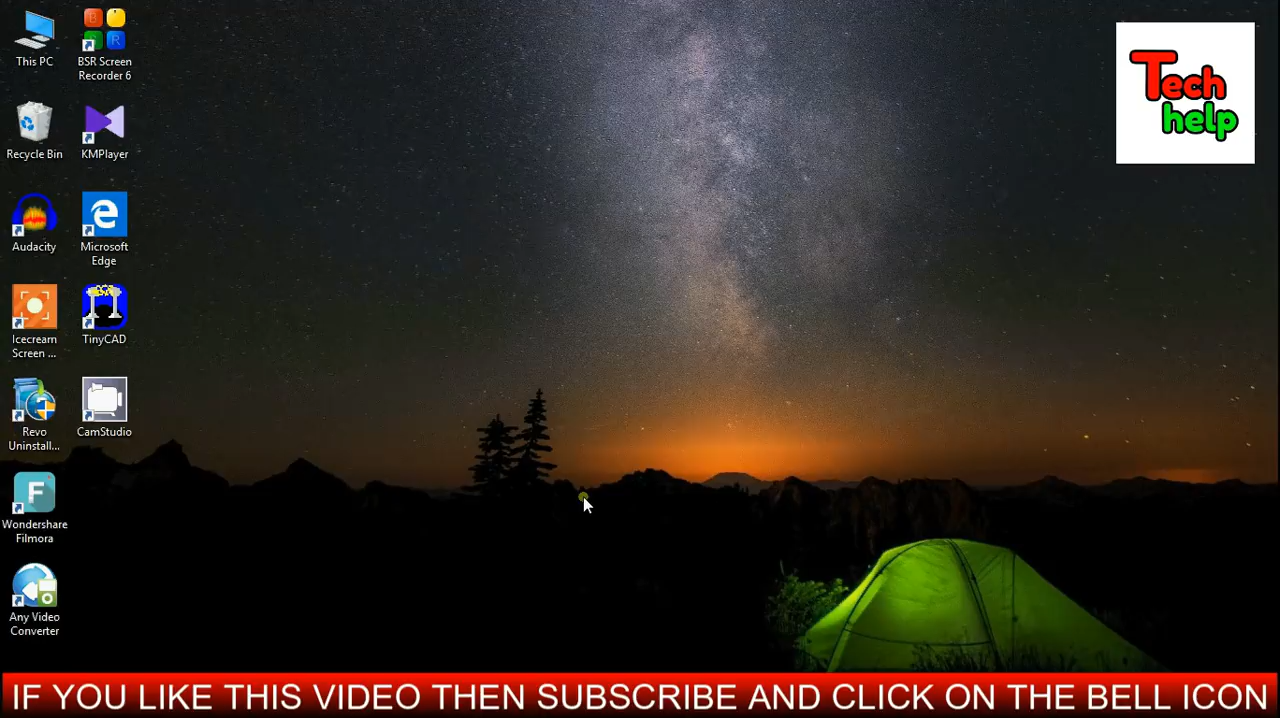 This PC
BSR Screen
Recorder 6
Recycle Bin
KMPlayer
Audacity
Microsoft
Edge
Icecream
Screen ...
TinyCAD
Revo
Uninstall...
CamStudio
Wondershare
Filmora
Any Video
Converter
Tech
help
IF YOU LIKE THIS VIDEO THEN SUBSCRIBE AND CLICK ON THE BELL ICON